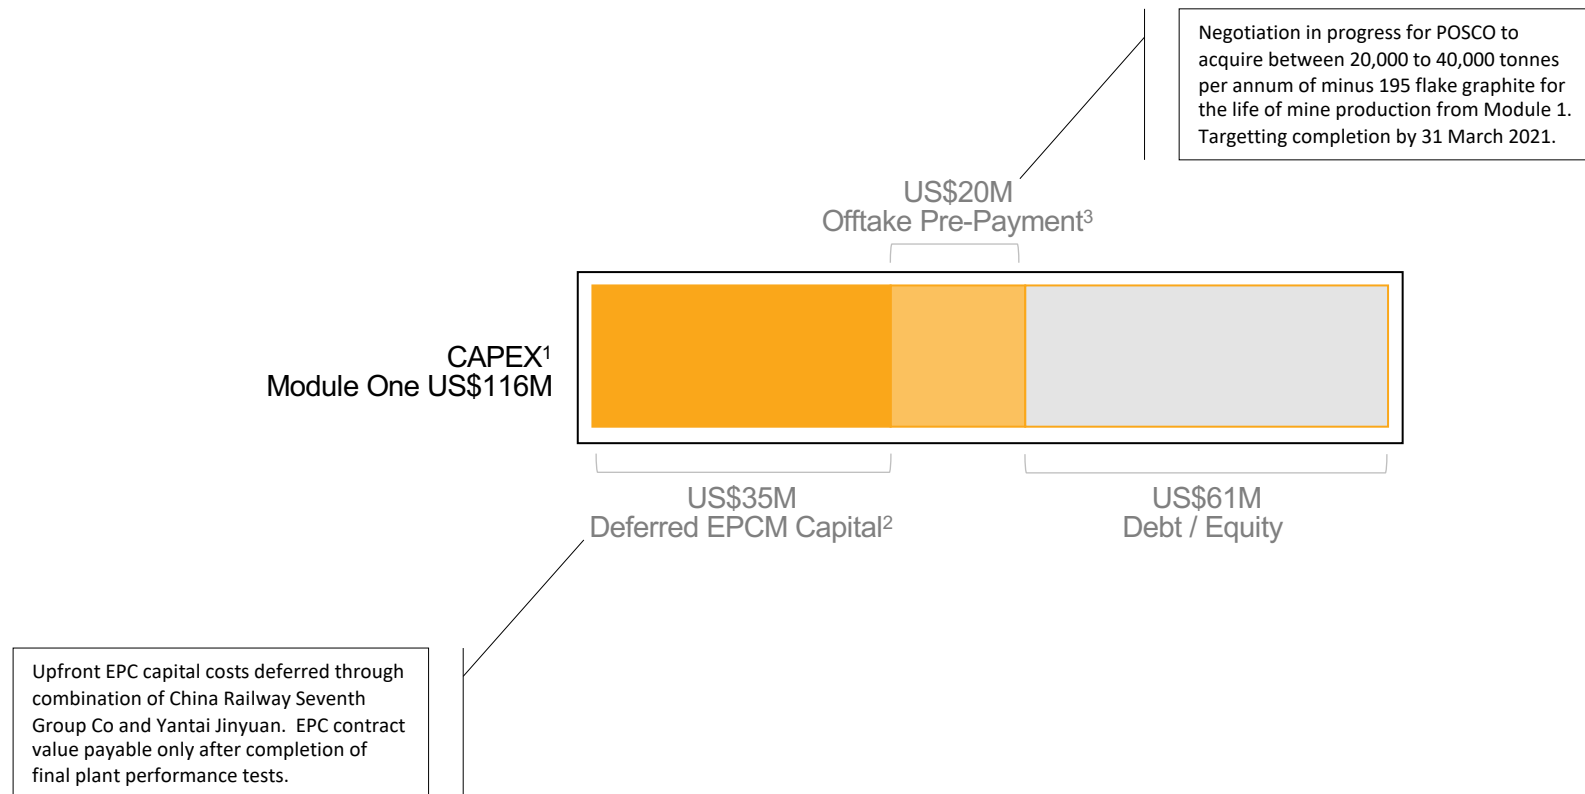 Negotiation in progress for POSCO to
acquire between 20,000 to 40,000 tonnes
per annum of minus 195 flake graphite for
the life of mine production from Module 1.
Targetting completion by 31 March 2021.
US$20M
Offtake Pre-Payment³
CAPEX¹
Module One US$116M
US$35M
Deferred EPCM Capital²
US$61M
Debt / Equity
Upfront EPC capital costs deferred through
combination of China Railway Seventh
Group Co and Yantai Jinyuan.  EPC contract
value payable only after completion of
final plant performance tests.